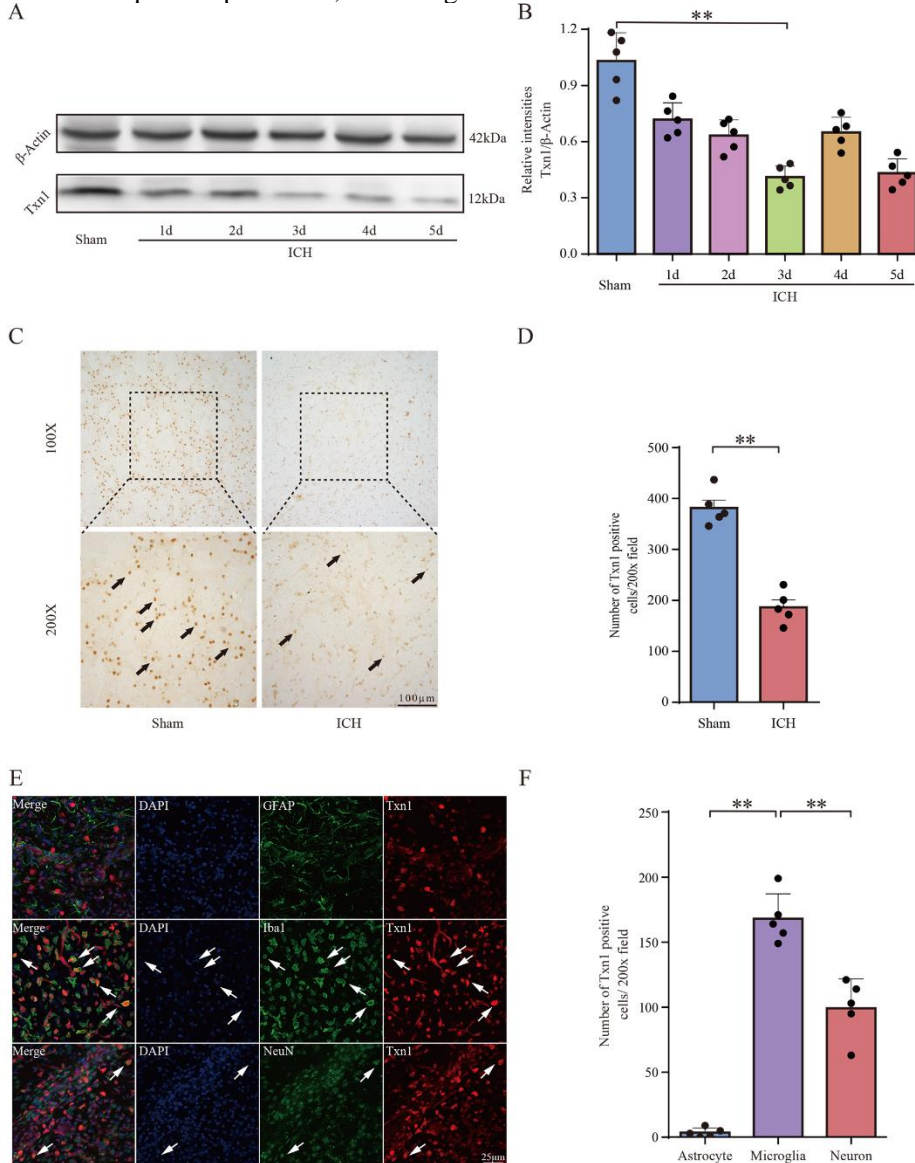 A
β-Actin
42kDa
Txn1
12kDa
Sham
1d 2d 3d 4d 5d
ICH
B
**
Relative intensities
Txn1/β-Actin
1.2
0.9
0.6
0.3
0.0
Sham
1d 2d 3d 4d 5d
ICH
C
100X
200X
100μm
Sham ICH
D
**
Number of Txn1 positive
cells/200x field
500
400
300
200
100
0
Sham ICH
E
Merge DAPI GFAP Txn1
Merge DAPI Iba1 Txn1
Merge DAPI NeuN Txn1
25μm
F
** **
Number of Txn1 positive
cells/ 200x field
250
200
150
100
50
0
Astrocyte Microglia Neuron